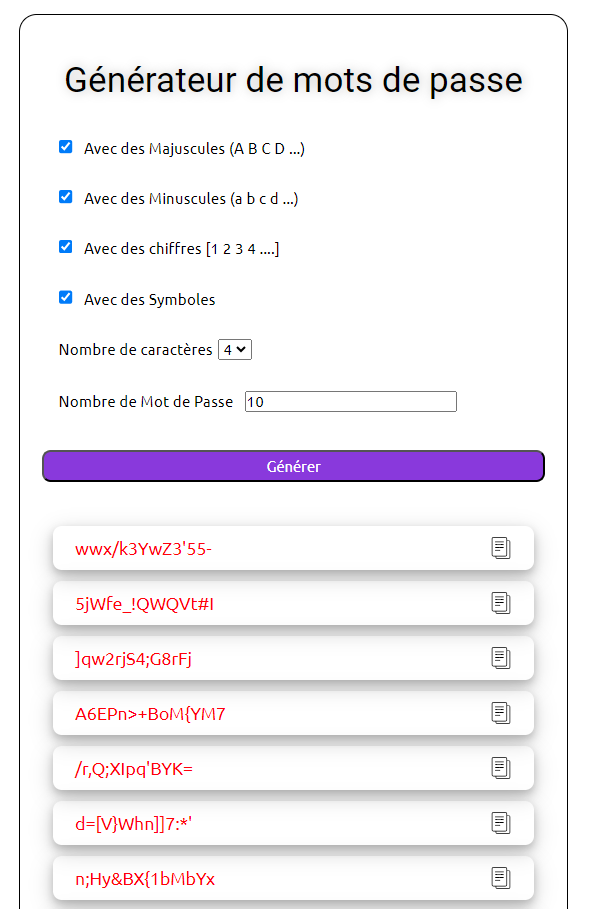 Générateur de mots de passe
Avec des Majuscules (A B C D ...)
Avec des Minuscules (a b c d ...)
Avec des chiffres [1 2 3 4 ....]
Avec des Symboles
Nombre de caractères 4
Nombre de Mot de Passe 10
Générer
wwx/k3YwZ3'55-
5jWfe_!QWQVt#I
]qw2rjS4;G8rFj
A6EPn>+BoM{YM7
/r,Q;XIpq'BYK=
d=[V}Whn]]7:*'
n;Hy&BX{1bMbYx